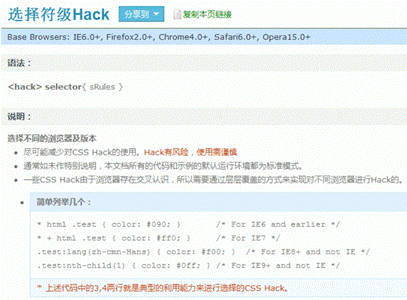 选择符级Hack 分享到 复制本页链接
Base Browsers: IE6.0+, Firefox2.0+, Chrome4.0+, Safari6.0+, Opera15.0+
语法：
<hack> selector{ sRules }
说明：
选择不同的浏览器及版本
尽可能减少对CSS Hack的使用。Hack有风险，使用需谨慎
通常如未作特别说明，本文档所有的代码和示例的默认运行环境都为标准模式。
一些CSS Hack由于浏览器存在交叉认识，所以需要通过层层覆盖的方式来实现对不同浏览器进行Hack的。
简单列举几个：
* html .test { color: #090; } /* For IE6 and earlier */
* + html .test { color: #ff0; } /* For IE7 */
.test:lang(zh-cmn-Hans) { color: #f00; } /* For IE8+ and not IE */
.test:nth-child(1) { color: #0ff; } /* For IE9+ and not IE */
* 上述代码中的3,4两行就是典型的利用能力来进行选择的CSS Hack。